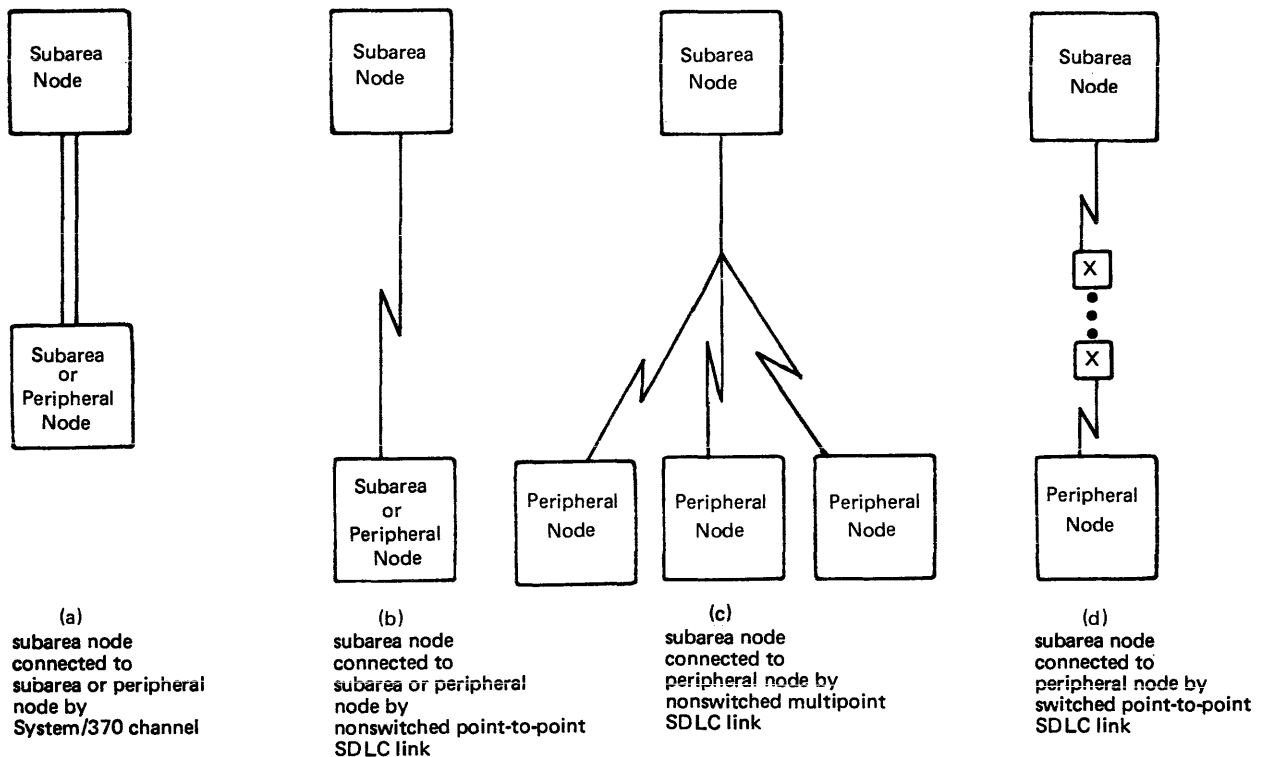 Subarea
Node
Subarea
or
Peripheral
Node
(a)
subarea node
connected to
subarea or peripheral
node by
System/370 channel
Subarea
Node
Subarea
or
Peripheral
Node
(b)
subarea node
connected to
subarea or peripheral
node by
nonswitched point-to-point
SDLC link
Subarea
Node
Peripheral
Node
Peripheral
Node
Peripheral
Node
(c)
subarea node
connected to
peripheral node by
nonswitched multipoint
SDLC link
Subarea
Node
X
X
Peripheral
Node
(d)
subarea node
connected to
peripheral node by
switched point-to-point
SDLC link